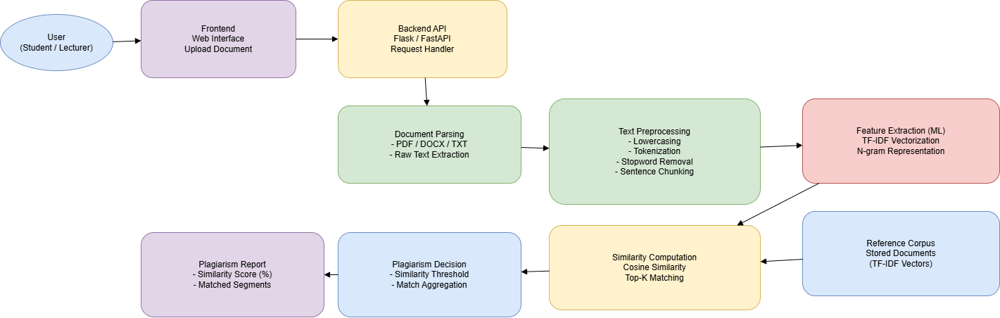 User
(Student / Lecturer)
Frontend
Web Interface
Upload Document
Backend API
Flask / FastAPI
Request Handler
Document Parsing
- PDF / DOCX / TXT
- Raw Text Extraction
Text Preprocessing
- Lowercasing
- Tokenization
- Stopword Removal
- Sentence Chunking
Feature Extraction (ML)
TF-IDF Vectorization
N-gram Representation
Reference Corpus
Stored Documents
(TF-IDF Vectors)
Similarity Computation
Cosine Similarity
Top-K Matching
Plagiarism Decision
- Similarity Threshold
- Match Aggregation
Plagiarism Report
- Similarity Score (%)
- Matched Segments